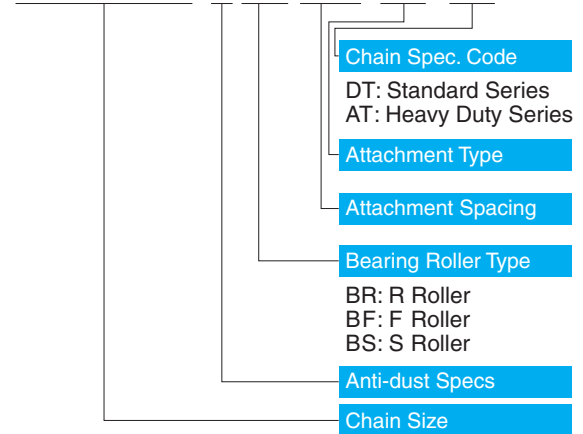 Chain Spec. Code
DT: Standard Series
AT: Heavy Duty Series
Attachment Type
Attachment Spacing
Bearing Roller Type
BR: R Roller
BF: F Roller
BS: S Roller
Anti-dust Specs
Chain Size